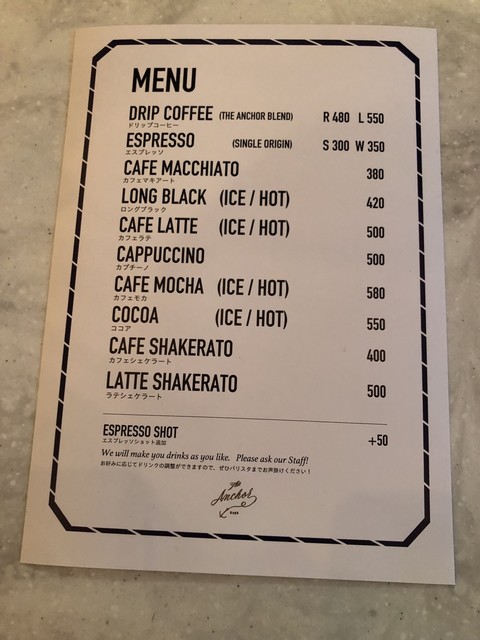 MENU
DRIP COFFEE (THE ANCHOR BLEND) R 480 L 550
ドリップコーヒー
ESPRESSO (SINGLE ORIGIN) S 300 W 350
エスプレッソ
CAFE MACCHIATO 380
カフェマキアート
LONG BLACK (ICE / HOT) 420
ロングブラック
CAFE LATTE (ICE / HOT) 500
カフェラテ
CAPPUCCINO 500
カプチーノ
CAFE MOCHA (ICE / HOT) 580
カフェモカ
COCOA (ICE / HOT) 550
ココア
CAFE SHAKERATO 400
カフェシェケラート
LATTE SHAKERATO 500
ラテシェケラート
ESPRESSO SHOT +50
エスプレッソショット追加
We will make you drinks as you like. Please ask our Staff!
お好みに応じてドリンクの調整ができますので、ぜひバリスタまでお声掛けください！
The
Anchor